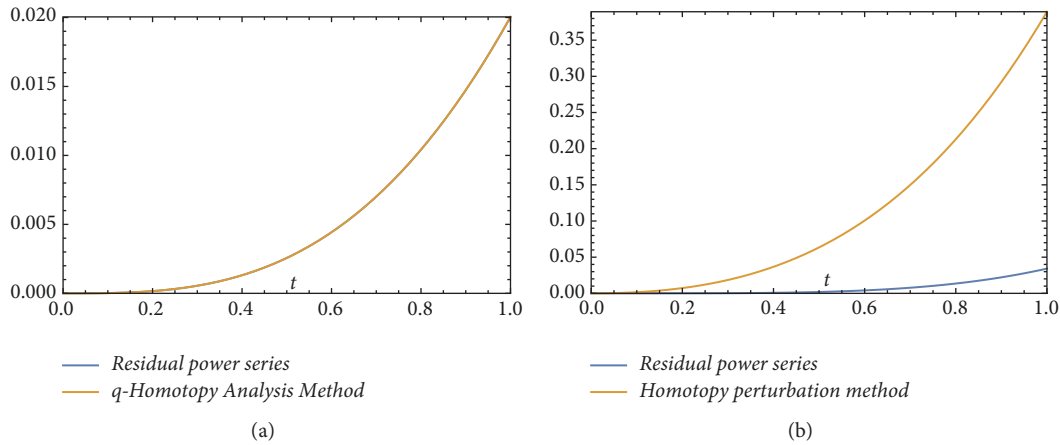 0.020
0.015
0.010
0.005
0.000
0.0 0.2 0.4 0.6 0.8 1.0
t
Residual power series
q-Homotopy Analysis Method
(a)
0.35
0.30
0.25
0.20
0.15
0.10
0.05
0.00
0.0 0.2 0.4 0.6 0.8 1.0
t
Residual power series
Homotopy perturbation method
(b)